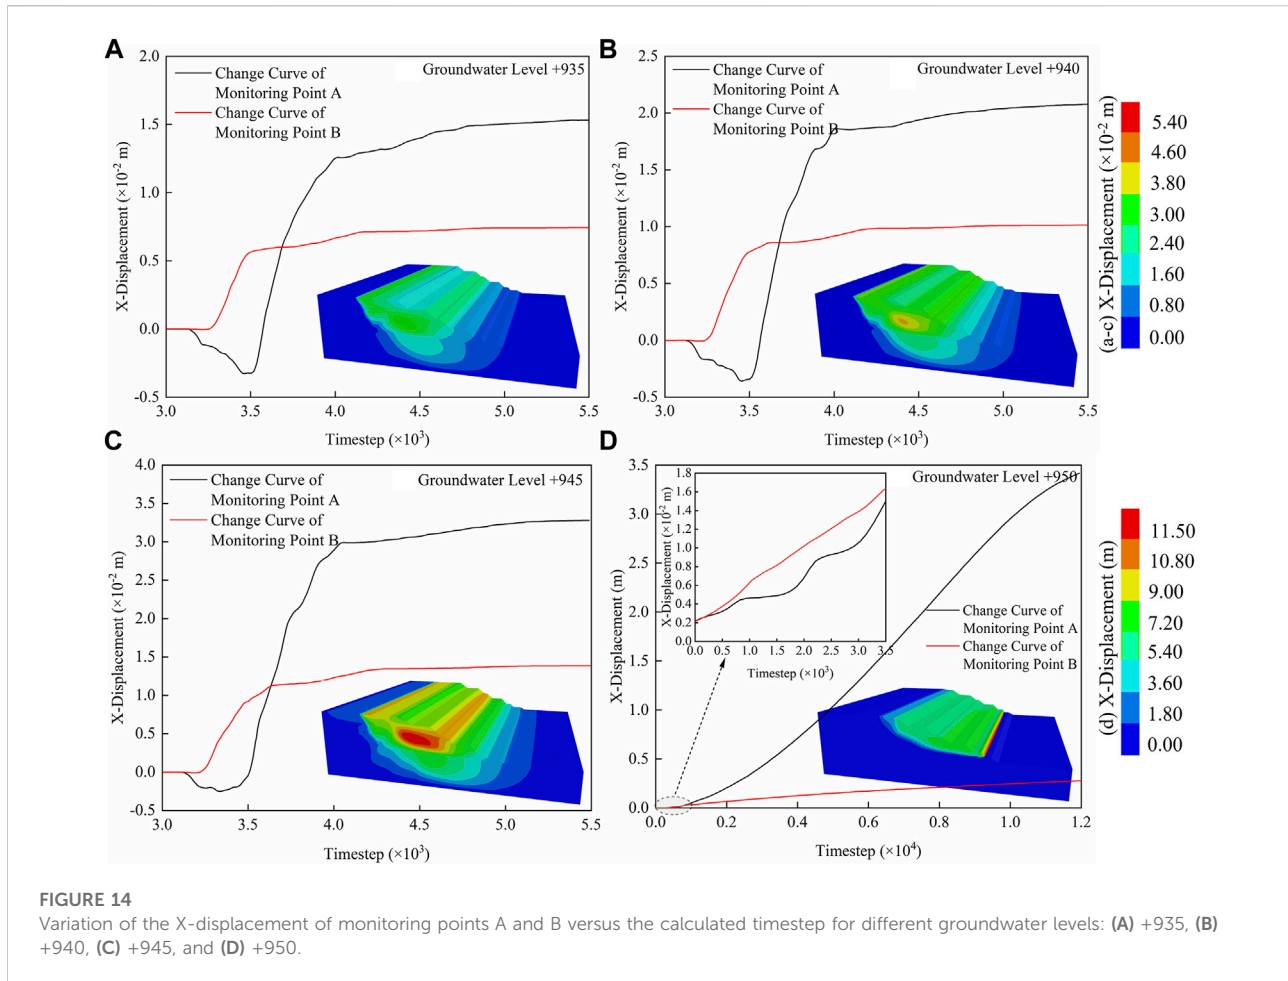 A
2.0
1.5
1.0
0.5
0.0
-0.5
X-Displacement (×10-2 m)
Change Curve of
Monitoring Point A
Change Curve of
Monitoring Point B
Groundwater Level +935
3.0
3.5
4.0
4.5
5.0
5.5
Timestep (×103)
B
2.5
2.0
1.5
1.0
0.5
0.0
-0.5
X-Displacement (×10-2 m)
Change Curve of
Monitoring Point A
Change Curve of
Monitoring Point B
Groundwater Level +940
3.0
3.5
4.0
4.5
5.0
5.5
Timestep (×103)
(a-c) X-Displacement (×10-2 m)
5.40
4.60
3.80
3.00
2.40
1.60
0.80
0.00
C
4.0
3.5
3.0
2.5
2.0
1.5
1.0
0.5
0.0
-0.5
X-Displacement (×10-2 m)
Change Curve of
Monitoring Point A
Change Curve of
Monitoring Point B
Groundwater Level +945
3.0
3.5
4.0
4.5
5.0
5.5
Timestep (×103)
D
3.5
3.0
2.5
2.0
1.5
1.0
0.5
0.0
X-Displacement (m)
Groundwater Level +950
1.8
1.6
1.4
1.2
1.0
0.8
0.6
0.4
0.2
0.0
X-Displacement (×10-2 m)
0.0
0.5
1.0
1.5
2.0
2.5
3.0
3.5
Timestep (×103)
Change Curve of
Monitoring Point A
Change Curve of
Monitoring Point B
0.0
0.2
0.4
0.6
0.8
1.0
1.2
Timestep (×104)
(d) X-Displacement (m)
11.50
10.80
9.00
7.20
5.40
3.60
1.80
0.00
FIGURE 14
Variation of the X-displacement of monitoring points A and B versus the calculated timestep for different groundwater levels: (A) +935, (B)
+940, (C) +945, and (D) +950.